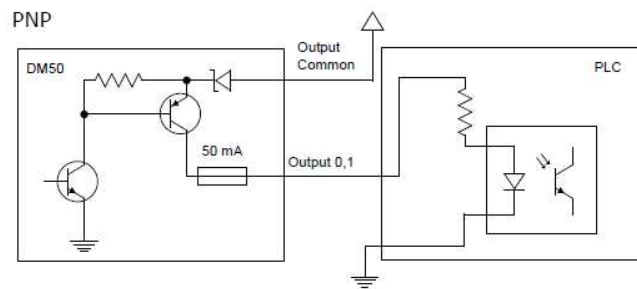 PNP
DM50
Output
Common
PLC
50 mA
Output 0,1